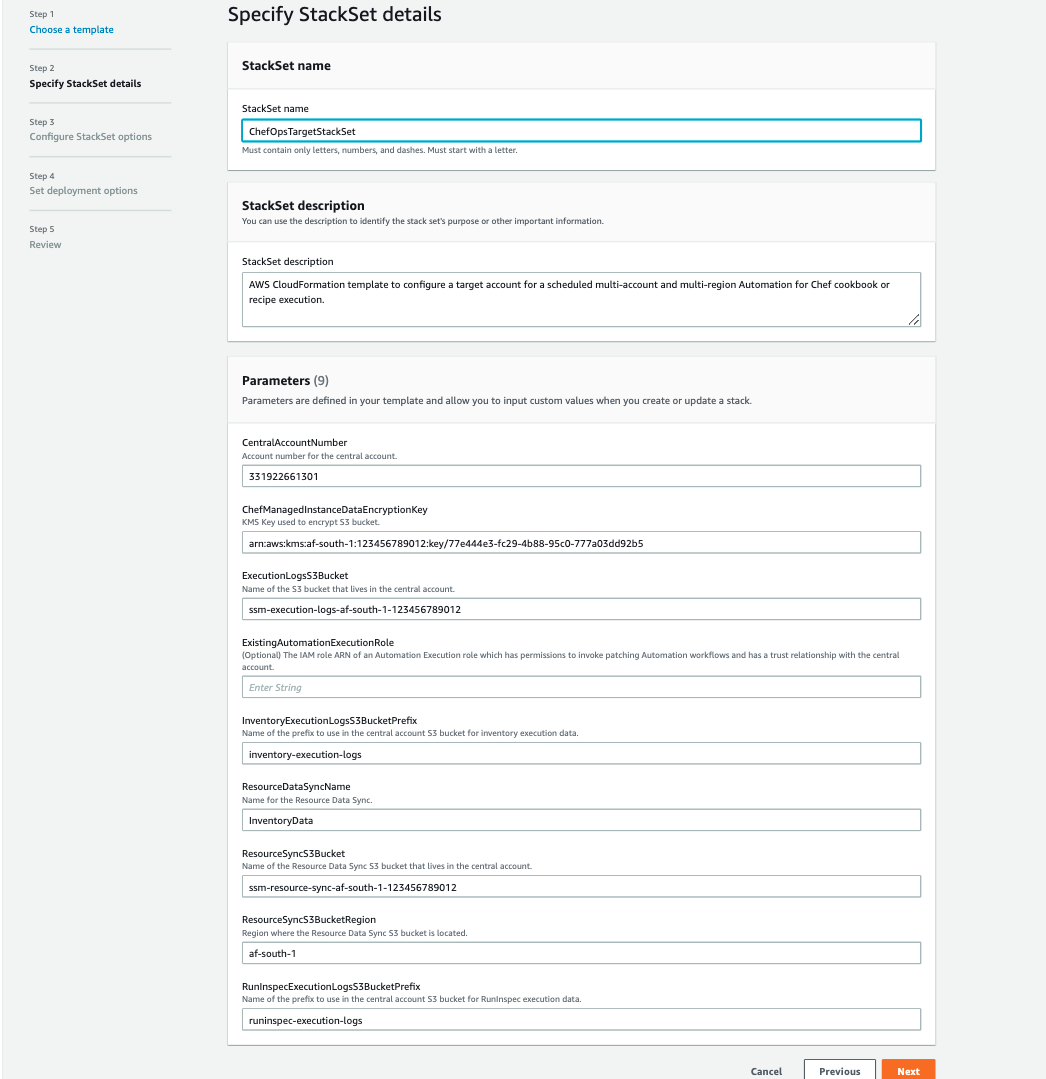 Step 1
Choose a template
Step 2
Specify StackSet details
Step 3
Configure StackSet options
Step 4
Set deployment options
Step 5
Review
Specify StackSet details
StackSet name
StackSet name
ChefOpsTargetStackSet
Must contain only letters, numbers, and dashes. Must start with a letter.
StackSet description
You can use the description to identify the stack set's purpose or other important information.
StackSet description
AWS CloudFormation template to configure a target account for a scheduled multi-account and multi-region Automation for Chef cookbook or
recipe execution.
Parameters (9)
Parameters are defined in your template and allow you to input custom values when you create or update a stack.
CentralAccountNumber
Account number for the central account.
331922661301
ChefManagedInstanceDataEncryptionKey
KMS Key used to encrypt S3 bucket.
arn:aws:kms:af-south-1:123456789012:key/77e444e3-fc29-4b88-95c0-777a03dd92b5
ExecutionLogsS3Bucket
Name of the S3 bucket that lives in the central account.
ssm-execution-logs-af-south-1-123456789012
ExistingAutomationExecutionRole
(Optional) The IAM role ARN of an Automation Execution role which has permissions to invoke patching Automation workflows and has a trust relationship with the central
account.
Enter String
InventoryExecutionLogsS3BucketPrefix
Name of the prefix to use in the central account S3 bucket for inventory execution data.
inventory-execution-logs
ResourceDataSyncName
Name for the Resource Data Sync.
InventoryData
ResourceSyncS3Bucket
Name of the Resource Data Sync S3 bucket that lives in the central account.
ssm-resource-sync-af-south-1-123456789012
ResourceSyncS3BucketRegion
Region where the Resource Data Sync S3 bucket is located.
af-south-1
RunInspecExecutionLogsS3BucketPrefix
Name of the prefix to use in the central account S3 bucket for RunInspec execution data.
runinspec-execution-logs
Cancel
Previous
Next